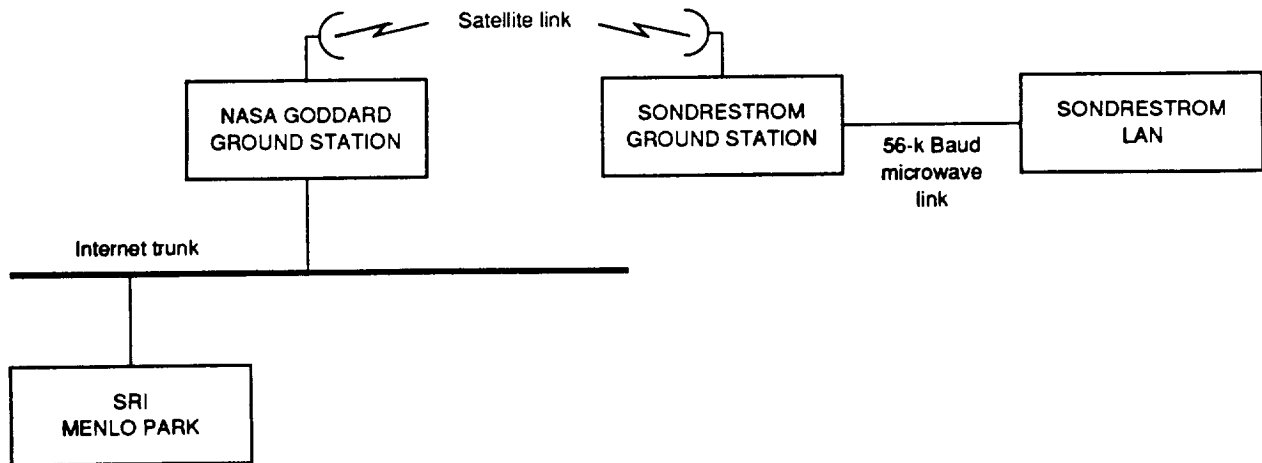 Satellite link
NASA GODDARD
GROUND STATION
SONDRESTROM
GROUND STATION
56-k Baud
microwave
link
SONDRESTROM
LAN
Internet trunk
SRI
MENLO PARK